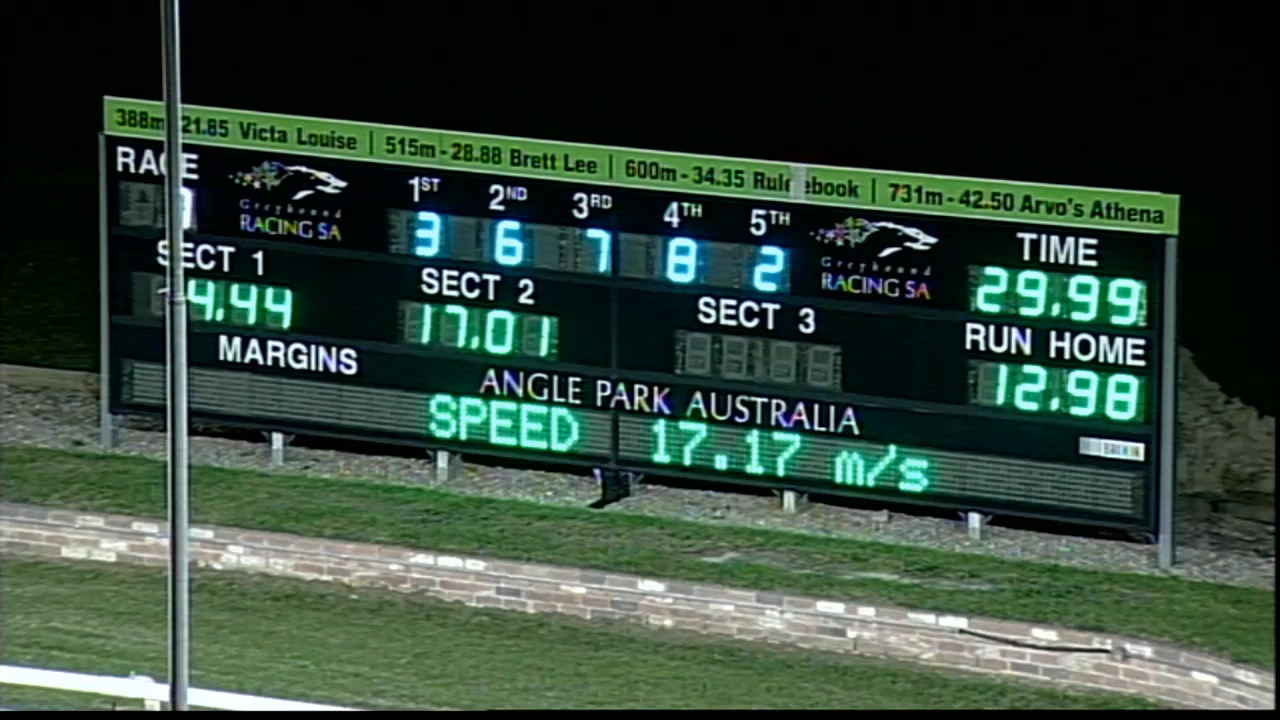 388m 21.85 Victa Louise | 515m - 28.88 Brett Lee | 600m - 34.35 Rulebook | 731m - 42.50 Arvo's Athena
RACE
Greyhound
RACING SA
1ST 2ND 3RD 4TH 5TH
3 6 7 8 2
Greyhound
RACING SA
TIME
29.99
SECT 1
4.44
SECT 2
17.01
SECT 3
RUN HOME
12.98
MARGINS
ANGLE PARK AUSTRALIA
SPEED 17.17 m/s